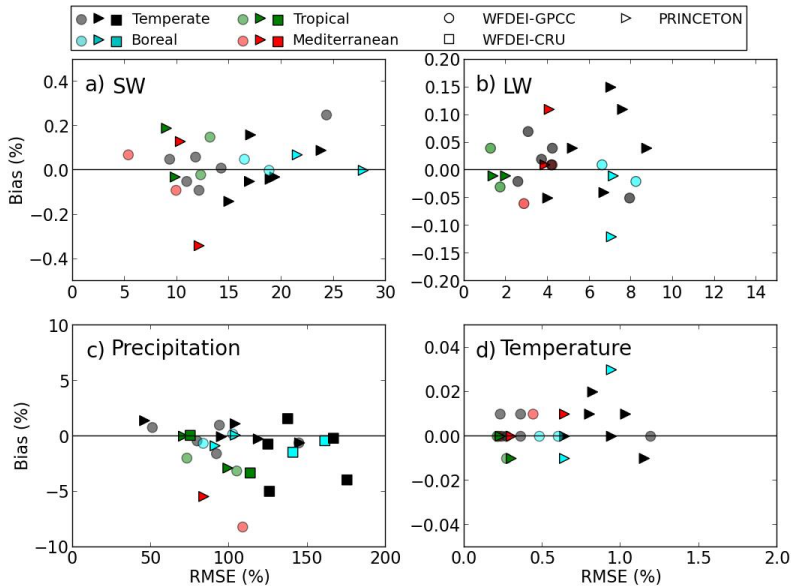 Temperate Tropical WFDEI-GPCC PRINCETON
Boreal Mediterranean WFDEI-CRU
a) SW
0.4
0.2
0.0
−0.2
−0.4
Bias (%)
0 5 10 15 20 25 30
b) LW
0.20
0.15
0.10
0.05
0.00
−0.05
−0.10
−0.15
−0.20
0 2 4 6 8 10 12 14
c) Precipitation
10
5
0
−5
−10
Bias (%)
0 50 100 150 200
RMSE (%)
d) Temperature
0.04
0.02
0.00
−0.02
−0.04
0.0 0.5 1.0 1.5 2.0
RMSE (%)